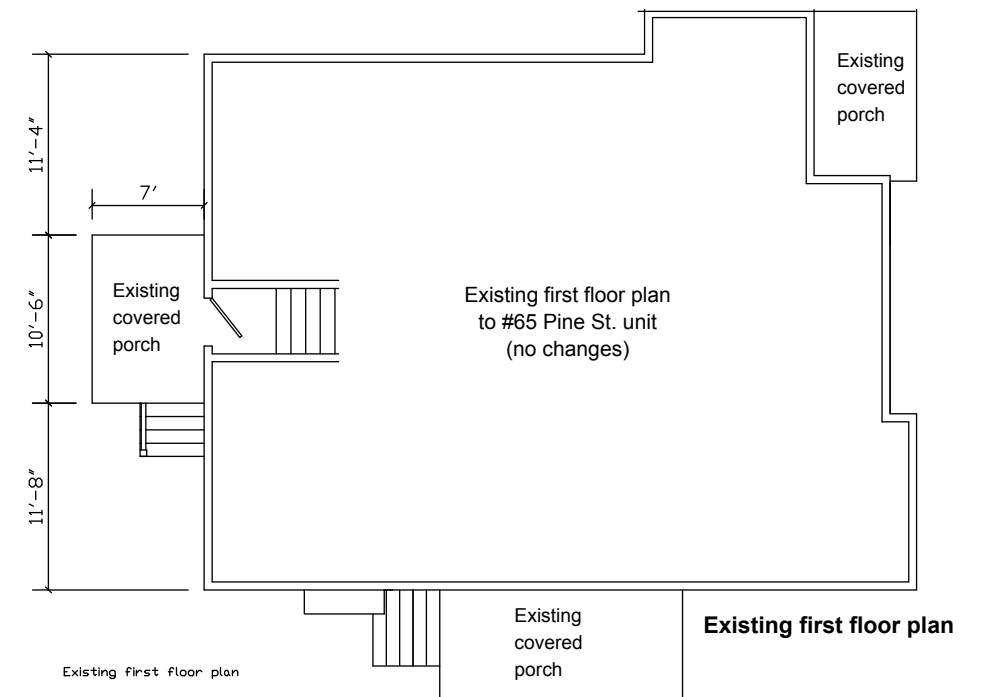 Existing
covered
porch
11'-4"
7'
10'-6"
Existing
covered
porch
Existing first floor plan
to #65 Pine St. unit
(no changes)
11'-8"
Existing
covered
porch
Existing first floor plan
Existing first floor plan